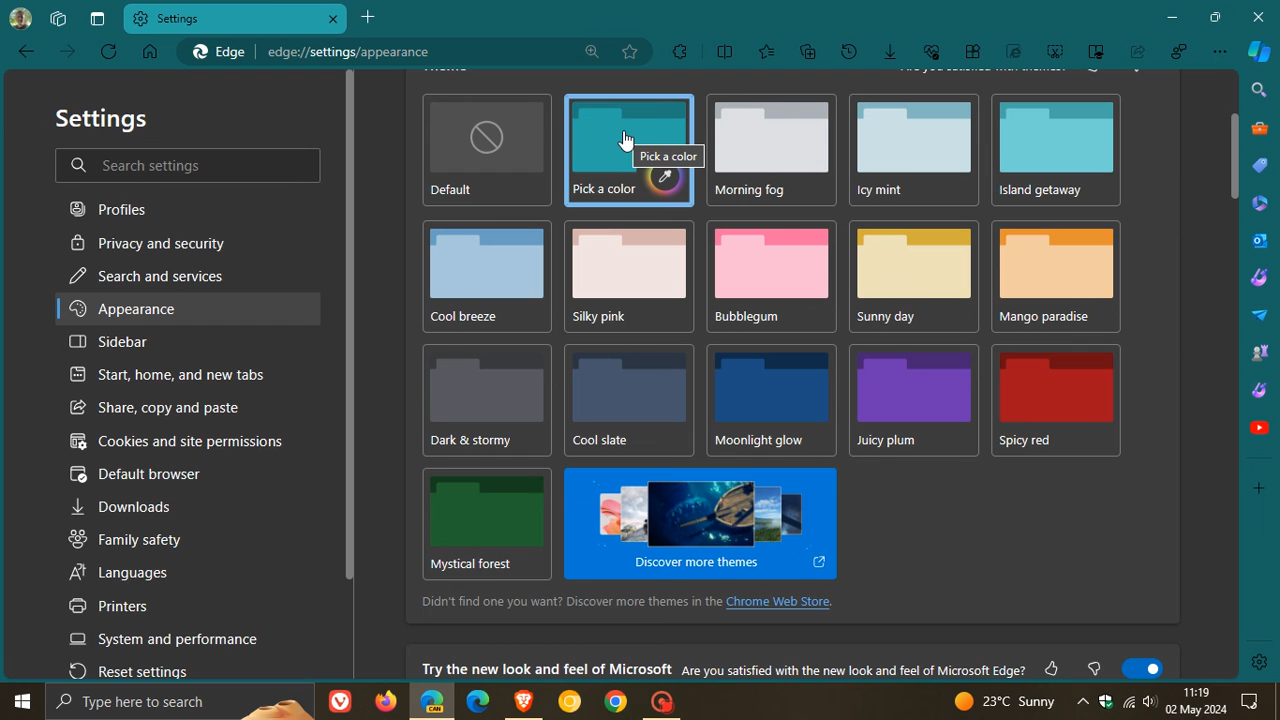 Settings
Edge
edge://settings/appearance
Settings
Search settings
Profiles
Privacy and security
Search and services
Appearance
Sidebar
Start, home, and new tabs
Share, copy and paste
Cookies and site permissions
Default browser
Downloads
Family safety
Languages
Printers
System and performance
Reset settings
Default
Pick a color
Pick a color
Morning fog
Icy mint
Island getaway
Cool breeze
Silky pink
Bubblegum
Sunny day
Mango paradise
Dark & stormy
Cool slate
Moonlight glow
Juicy plum
Spicy red
Mystical forest
Discover more themes
Didn't find one you want? Discover more themes in the Chrome Web Store.
Try the new look and feel of Microsoft Are you satisfied with the new look and feel of Microsoft Edge?
Type here to search
CAN
23°C Sunny
11:19
02 May 2024